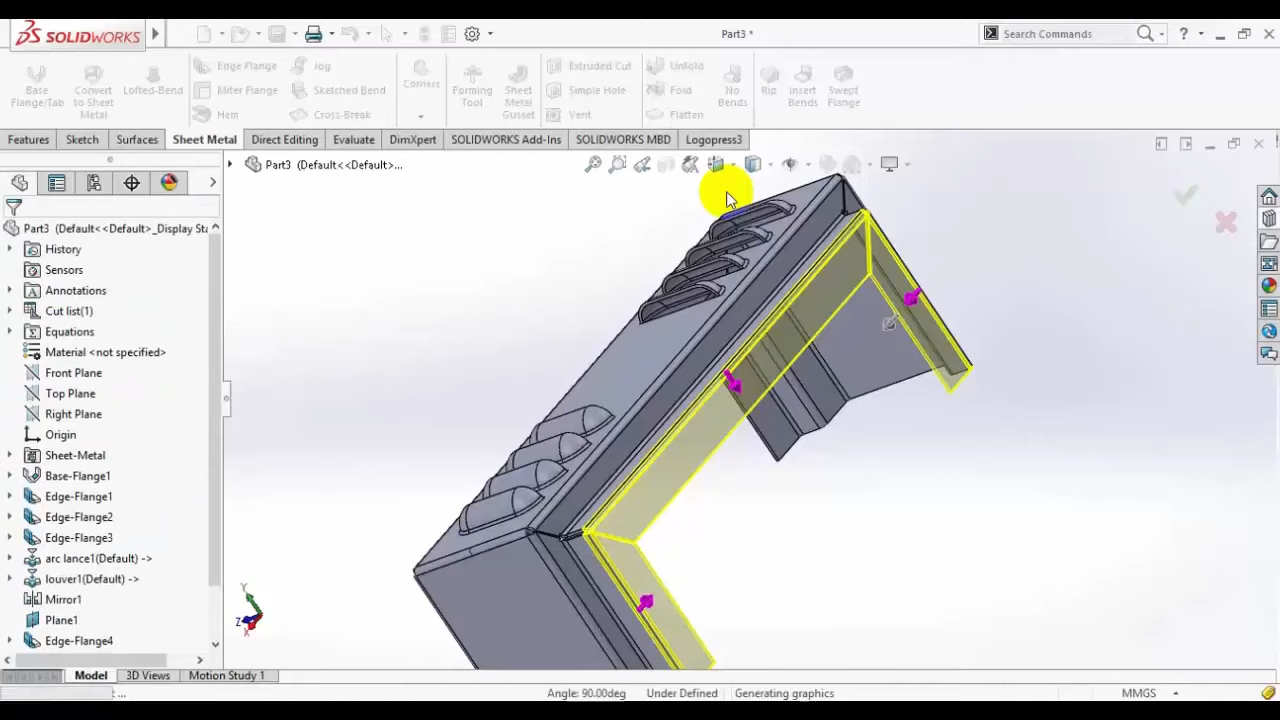 SOLIDWORKS
Part3 *
Search Commands
?
Base Flange/Tab
Convert to Sheet Metal
Lofted-Bend
Edge Flange
Miter Flange
Hem
Jog
Sketched Bend
Cross-Break
Corners
Forming Tool
Sheet Metal Gusset
Extruded Cut
Simple Hole
Vent
Unfold
Fold
Flatten
No Bends
Rip
Insert Bends
Swept Flange
Features
Sketch
Surfaces
Sheet Metal
Direct Editing
Evaluate
DimXpert
SOLIDWORKS Add-Ins
SOLIDWORKS MBD
Logopress3
Part3 (Default<<Default>...
Part3 (Default<<Default>_Display Sta
History
Sensors
Annotations
Cut list(1)
Equations
Material <not specified>
Front Plane
Top Plane
Right Plane
Origin
Sheet-Metal
Base-Flange1
Edge-Flange1
Edge-Flange2
Edge-Flange3
arc lance1(Default) ->
louver1(Default) ->
Mirror1
Plane1
Edge-Flange4
Y
Z
X
Model
3D Views
Motion Study 1
...
Angle: 90.00deg
Under Defined
Generating graphics
MMGS